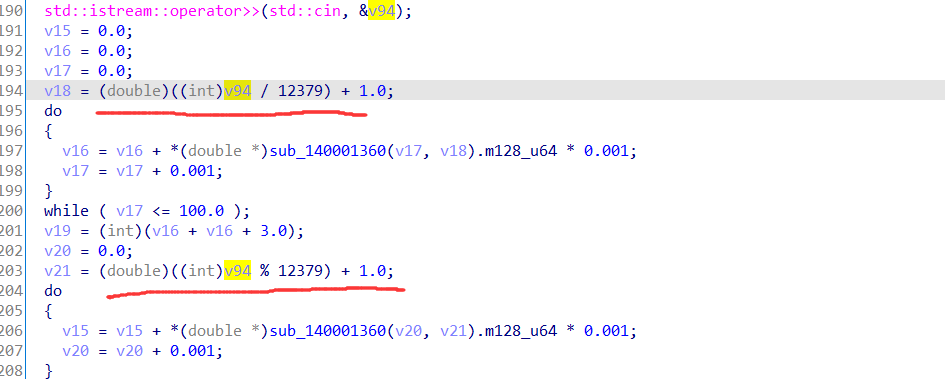 190 std::istream::operator>>(std::cin, &v94);
191 v15 = 0.0;
192 v16 = 0.0;
193 v17 = 0.0;
194 v18 = (double)((int)v94 / 12379) + 1.0;
195 do
196 {
197 v16 = v16 + *(double *)sub_140001360(v17, v18).m128_u64 * 0.001;
198 v17 = v17 + 0.001;
199 }
200 while ( v17 <= 100.0 );
201 v19 = (int)(v16 + v16 + 3.0);
202 v20 = 0.0;
203 v21 = (double)((int)v94 % 12379) + 1.0;
204 do
205 {
206 v15 = v15 + *(double *)sub_140001360(v20, v21).m128_u64 * 0.001;
207 v20 = v20 + 0.001;
208 }